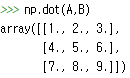 >>> np.dot(A,B)
array([[1., 2., 3.],
[4., 5., 6.],
[7., 8., 9.]])